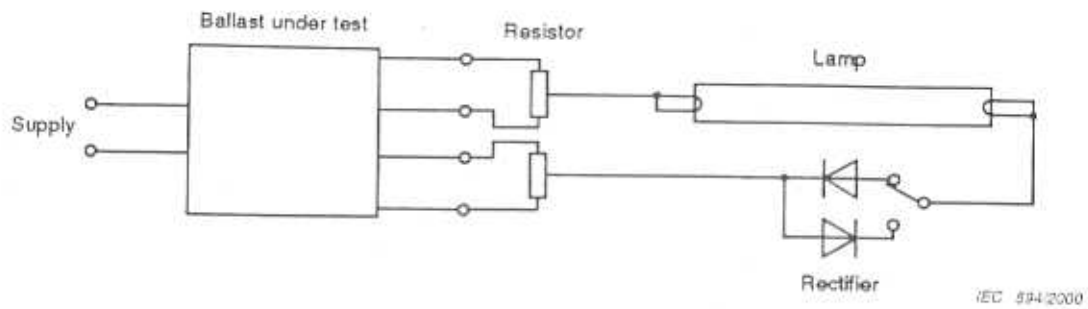 Ballast under test
Resistor
Lamp
Supply
Rectifier
IEC 594/2000